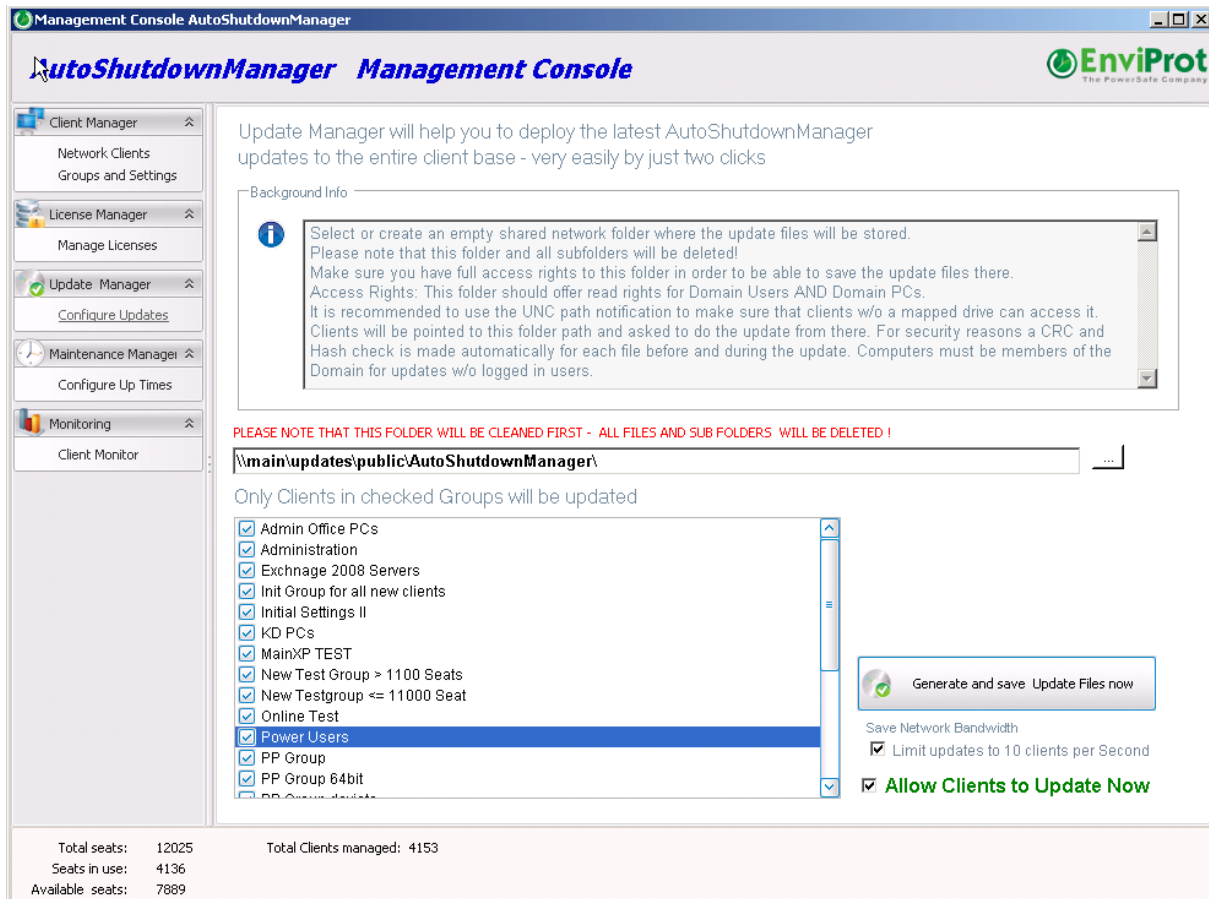 Management Console AutoShutdownManager
AutoShutdownManager Management Console
EnviProt
The PowerSafe Company
Client Manager
Network Clients
Groups and Settings
License Manager
Manage Licenses
Update Manager
Configure Updates
Maintenance Manager
Configure Up Times
Monitoring
Client Monitor
Update Manager will help you to deploy the latest AutoShutdownManager
updates to the entire client base - very easily by just two clicks
Background Info
Select or create an empty shared network folder where the update files will be stored.
Please note that this folder and all subfolders will be deleted!
Make sure you have full access rights to this folder in order to be able to save the update files there.
Access Rights: This folder should offer read rights for Domain Users AND Domain PCs.
It is recommended to use the UNC path notification to make sure that clients w/o a mapped drive can access it.
Clients will be pointed to this folder path and asked to do the update from there. For security reasons a CRC and
Hash check is made automatically for each file before and during the update. Computers must be members of the
Domain for updates w/o logged in users.
PLEASE NOTE THAT THIS FOLDER WILL BE CLEANED FIRST - ALL FILES AND SUB FOLDERS WILL BE DELETED !
\\main\updates\public\AutoShutdownManager\
...
Only Clients in checked Groups will be updated
Admin Office PCs
Administration
Exchnage 2008 Servers
Init Group for all new clients
Initial Settings II
KD PCs
MainXP TEST
New Test Group > 1100 Seats
New Testgroup <= 11000 Seat
Online Test
Power Users
PP Group
PP Group 64bit
Generate and save Update Files now
Save Network Bandwidth
Limit updates to 10 clients per Second
Allow Clients to Update Now
Total seats: 12025
Total Clients managed: 4153
Seats in use: 4136
Available seats: 7889